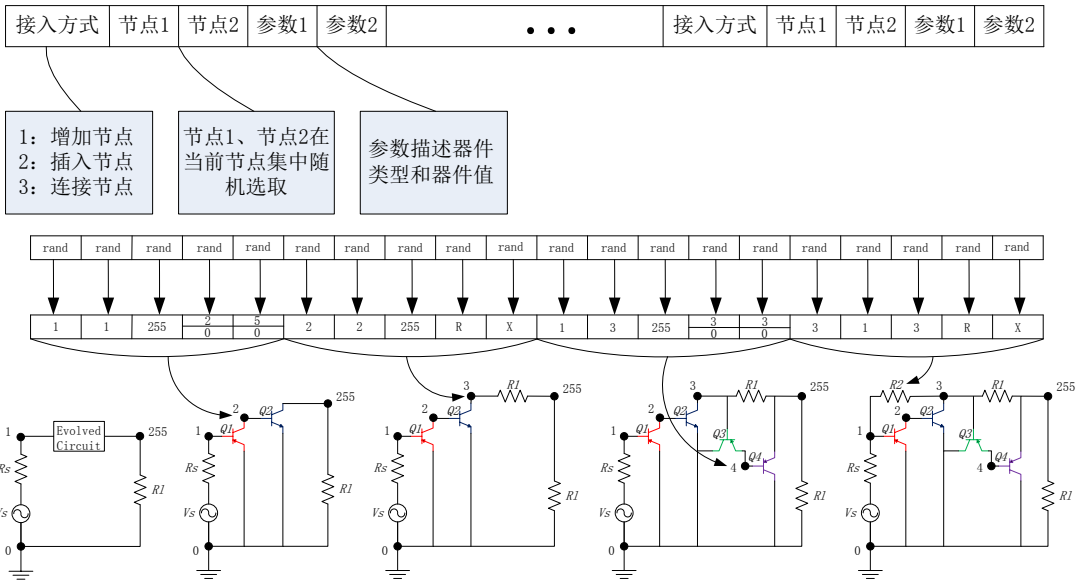 接入方式 节点1 节点2 参数1 参数2 ••• 接入方式 节点1 节点2 参数1 参数2
1: 增加节点
2: 插入节点
3: 连接节点
节点1、节点2在
当前节点集中随
机选取
参数描述器件
类型和器件值
rand rand rand rand rand rand rand rand rand rand rand rand rand rand rand rand rand rand rand rand
1 1 255 2 0 5 0 2 2 255 R X 1 3 255 3 0 3 0 3 1 3 R X
1
Evolved
Circuit
255
Rs
Rl
Vs
0
1
2
Q1
Q2
255
Rs
Rl
Vs
0
1
2
3
Q1
Q2
R1
255
Rs
Rl
Vs
0
1
2
3
Q1
Q2
R1
255
Q3
4
Q4
Rs
Rl
Vs
0
R2
1
2
3
Q1
Q2
R1
255
Q3
4
Q4
Rs
Rl
Vs
0